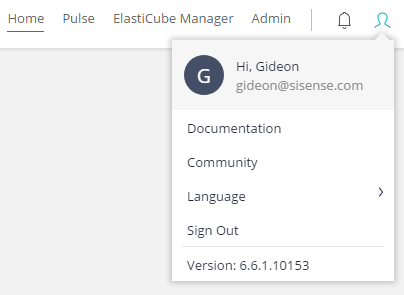 Home Pulse ElastiCube Manager Admin
G
Hi, Gideon
gideon@sisense.com
Documentation
Community
Language
Sign Out
Version: 6.6.1.10153